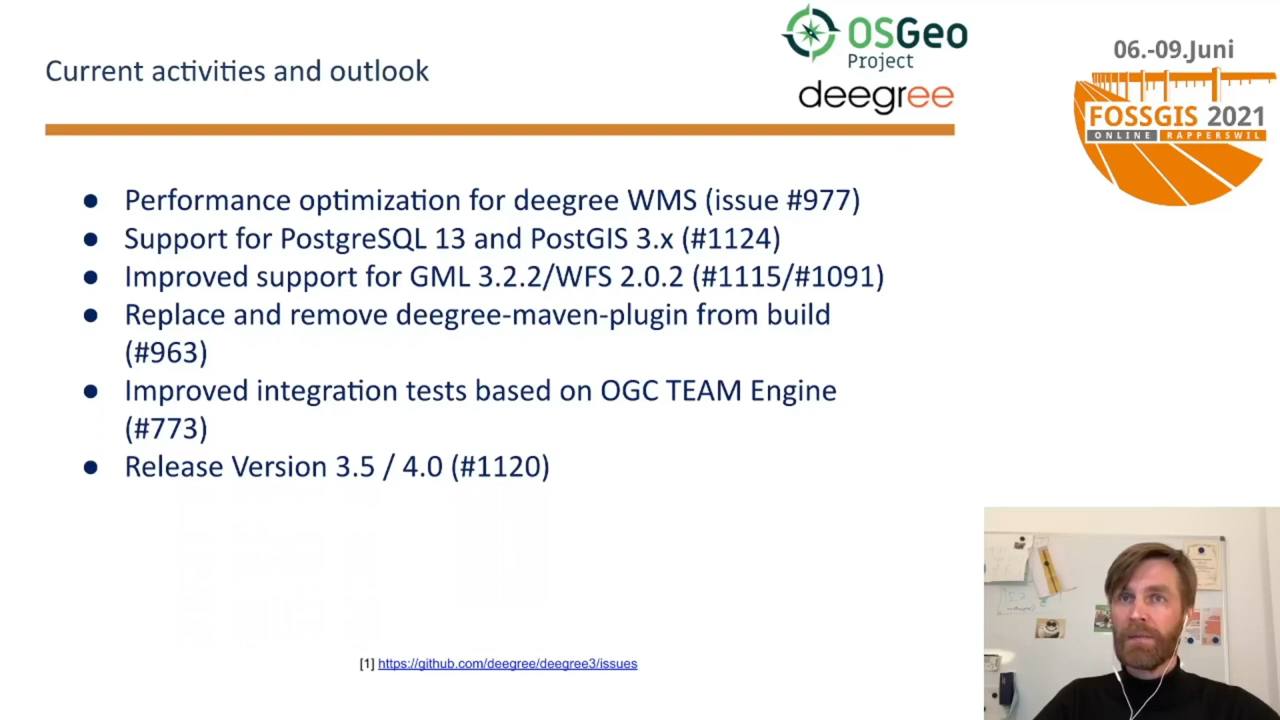 OSGeo
Project
deegree
06.-09.Juni
FOSSGIS 2021
ONLINE RAPPERSWIL
Current activities and outlook
● Performance optimization for deegree WMS (issue #977)
● Support for PostgreSQL 13 and PostGIS 3.x (#1124)
● Improved support for GML 3.2.2/WFS 2.0.2 (#1115/#1091)
● Replace and remove deegree-maven-plugin from build
(#963)
● Improved integration tests based on OGC TEAM Engine
(#773)
● Release Version 3.5 / 4.0 (#1120)
[1] https://github.com/deegree/deegree3/issues